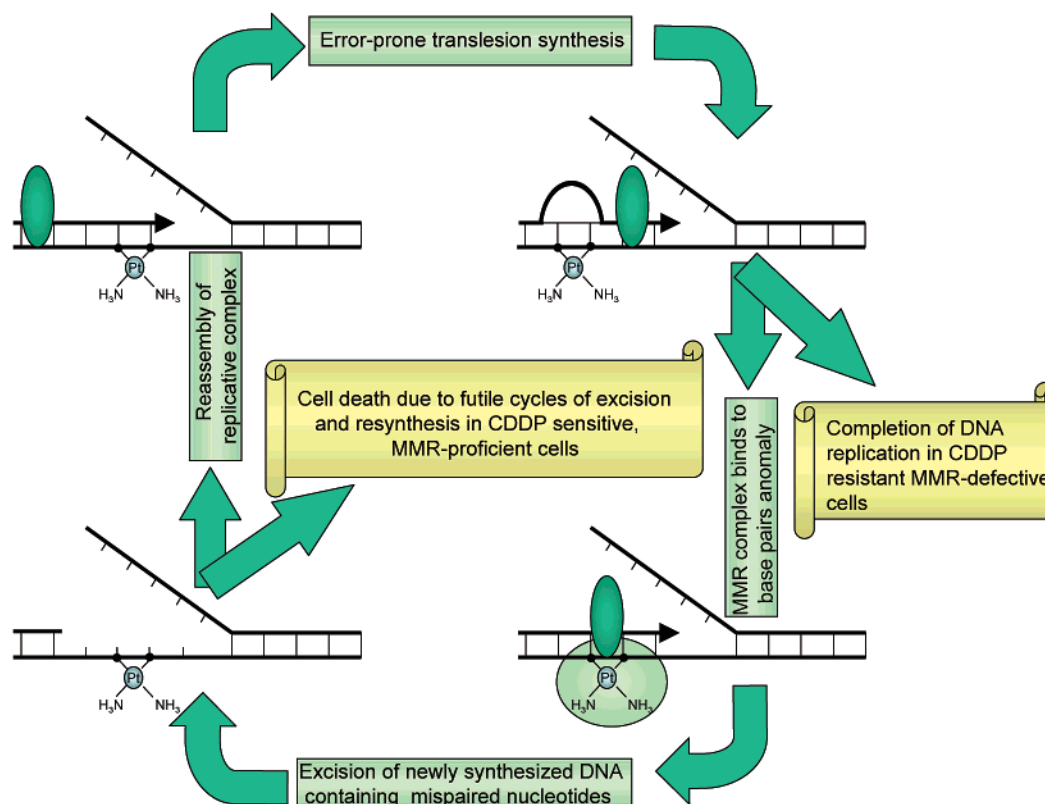 Error-prone translesion synthesis
Pt
H3N
NH3
Pt
H3N
NH3
Reassembly of
replicative complex
Cell death due to futile cycles of excision
and resynthesis in CDDP sensitive,
MMR-proficient cells
MMR complex binds to
base pairs anomaly
Completion of DNA
replication in CDDP
resistant MMR-defective
cells
Pt
H3N
NH3
Pt
H3N
NH3
Excision of newly synthesized DNA
containing mispaired nucleotides